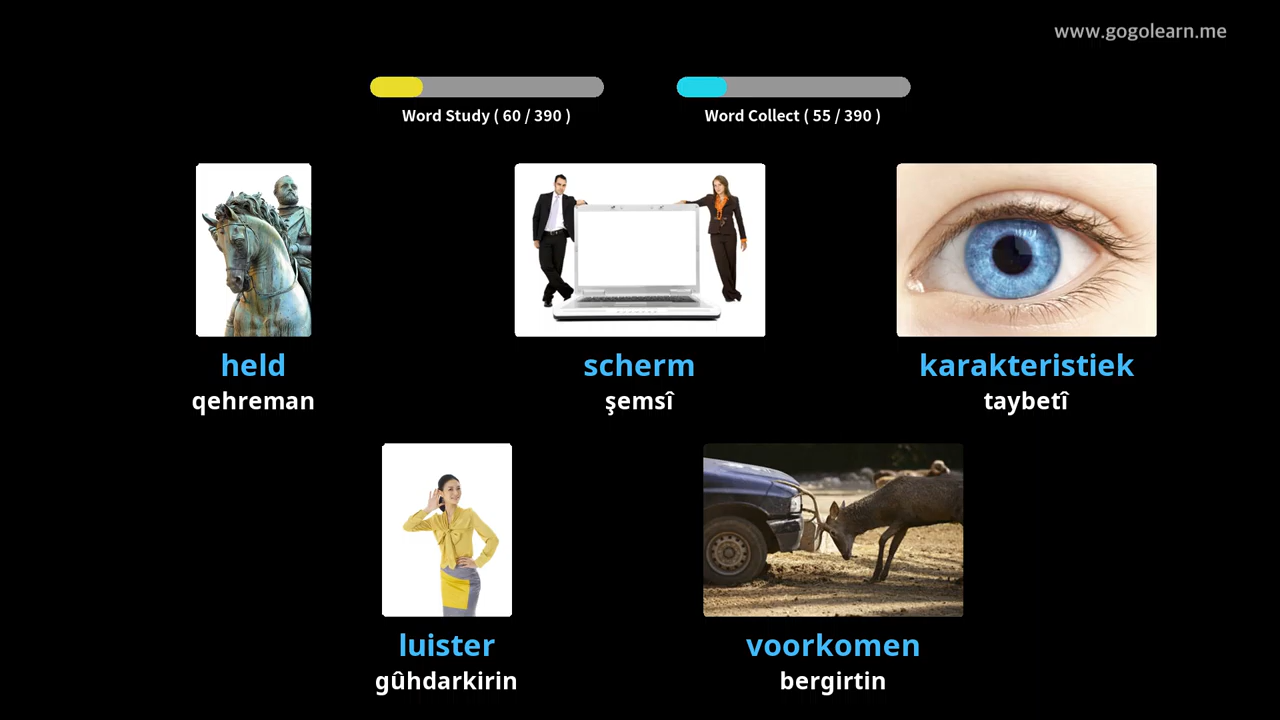 www.gogolearn.me
Word Study ( 60 / 390 )
Word Collect ( 55 / 390 )
held
qehreman
scherm
şemsî
karakteristiek
taybetî
luister
gûhdarkirin
voorkomen
bergirtin